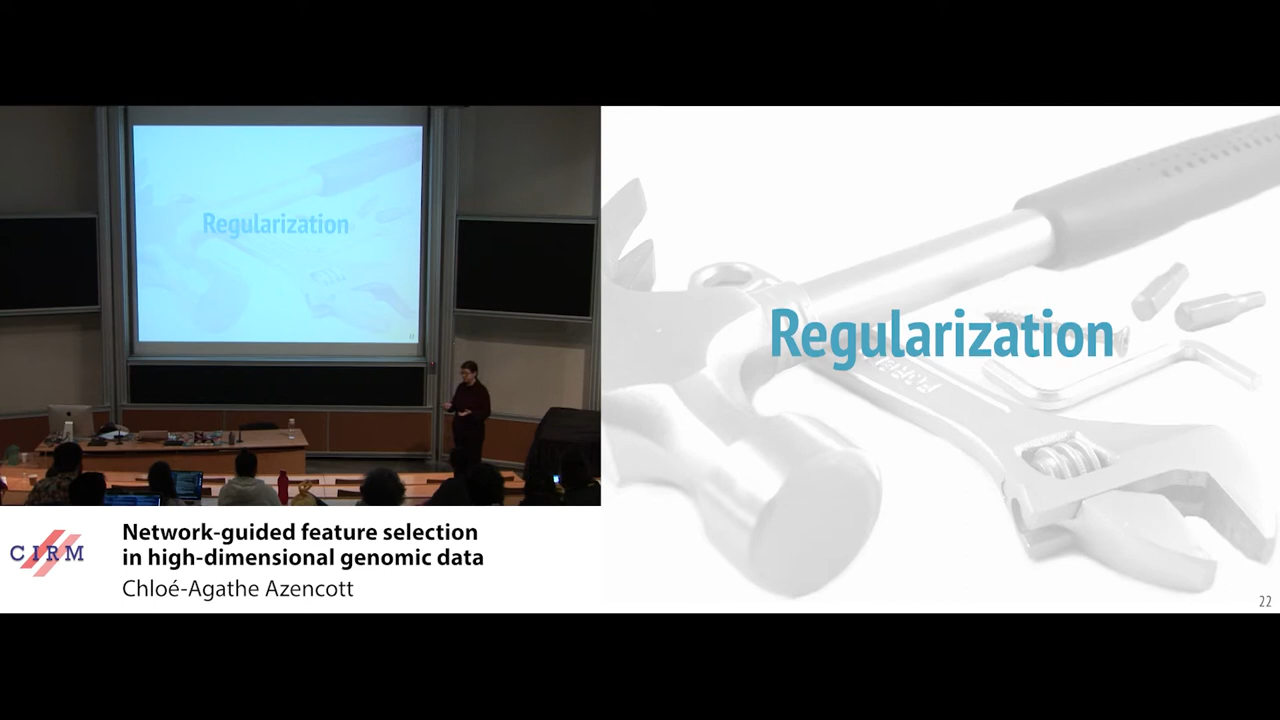 Regularization
Regularization
CIRM
Network-guided feature selection
in high-dimensional genomic data
Chloé-Agathe Azencott
22